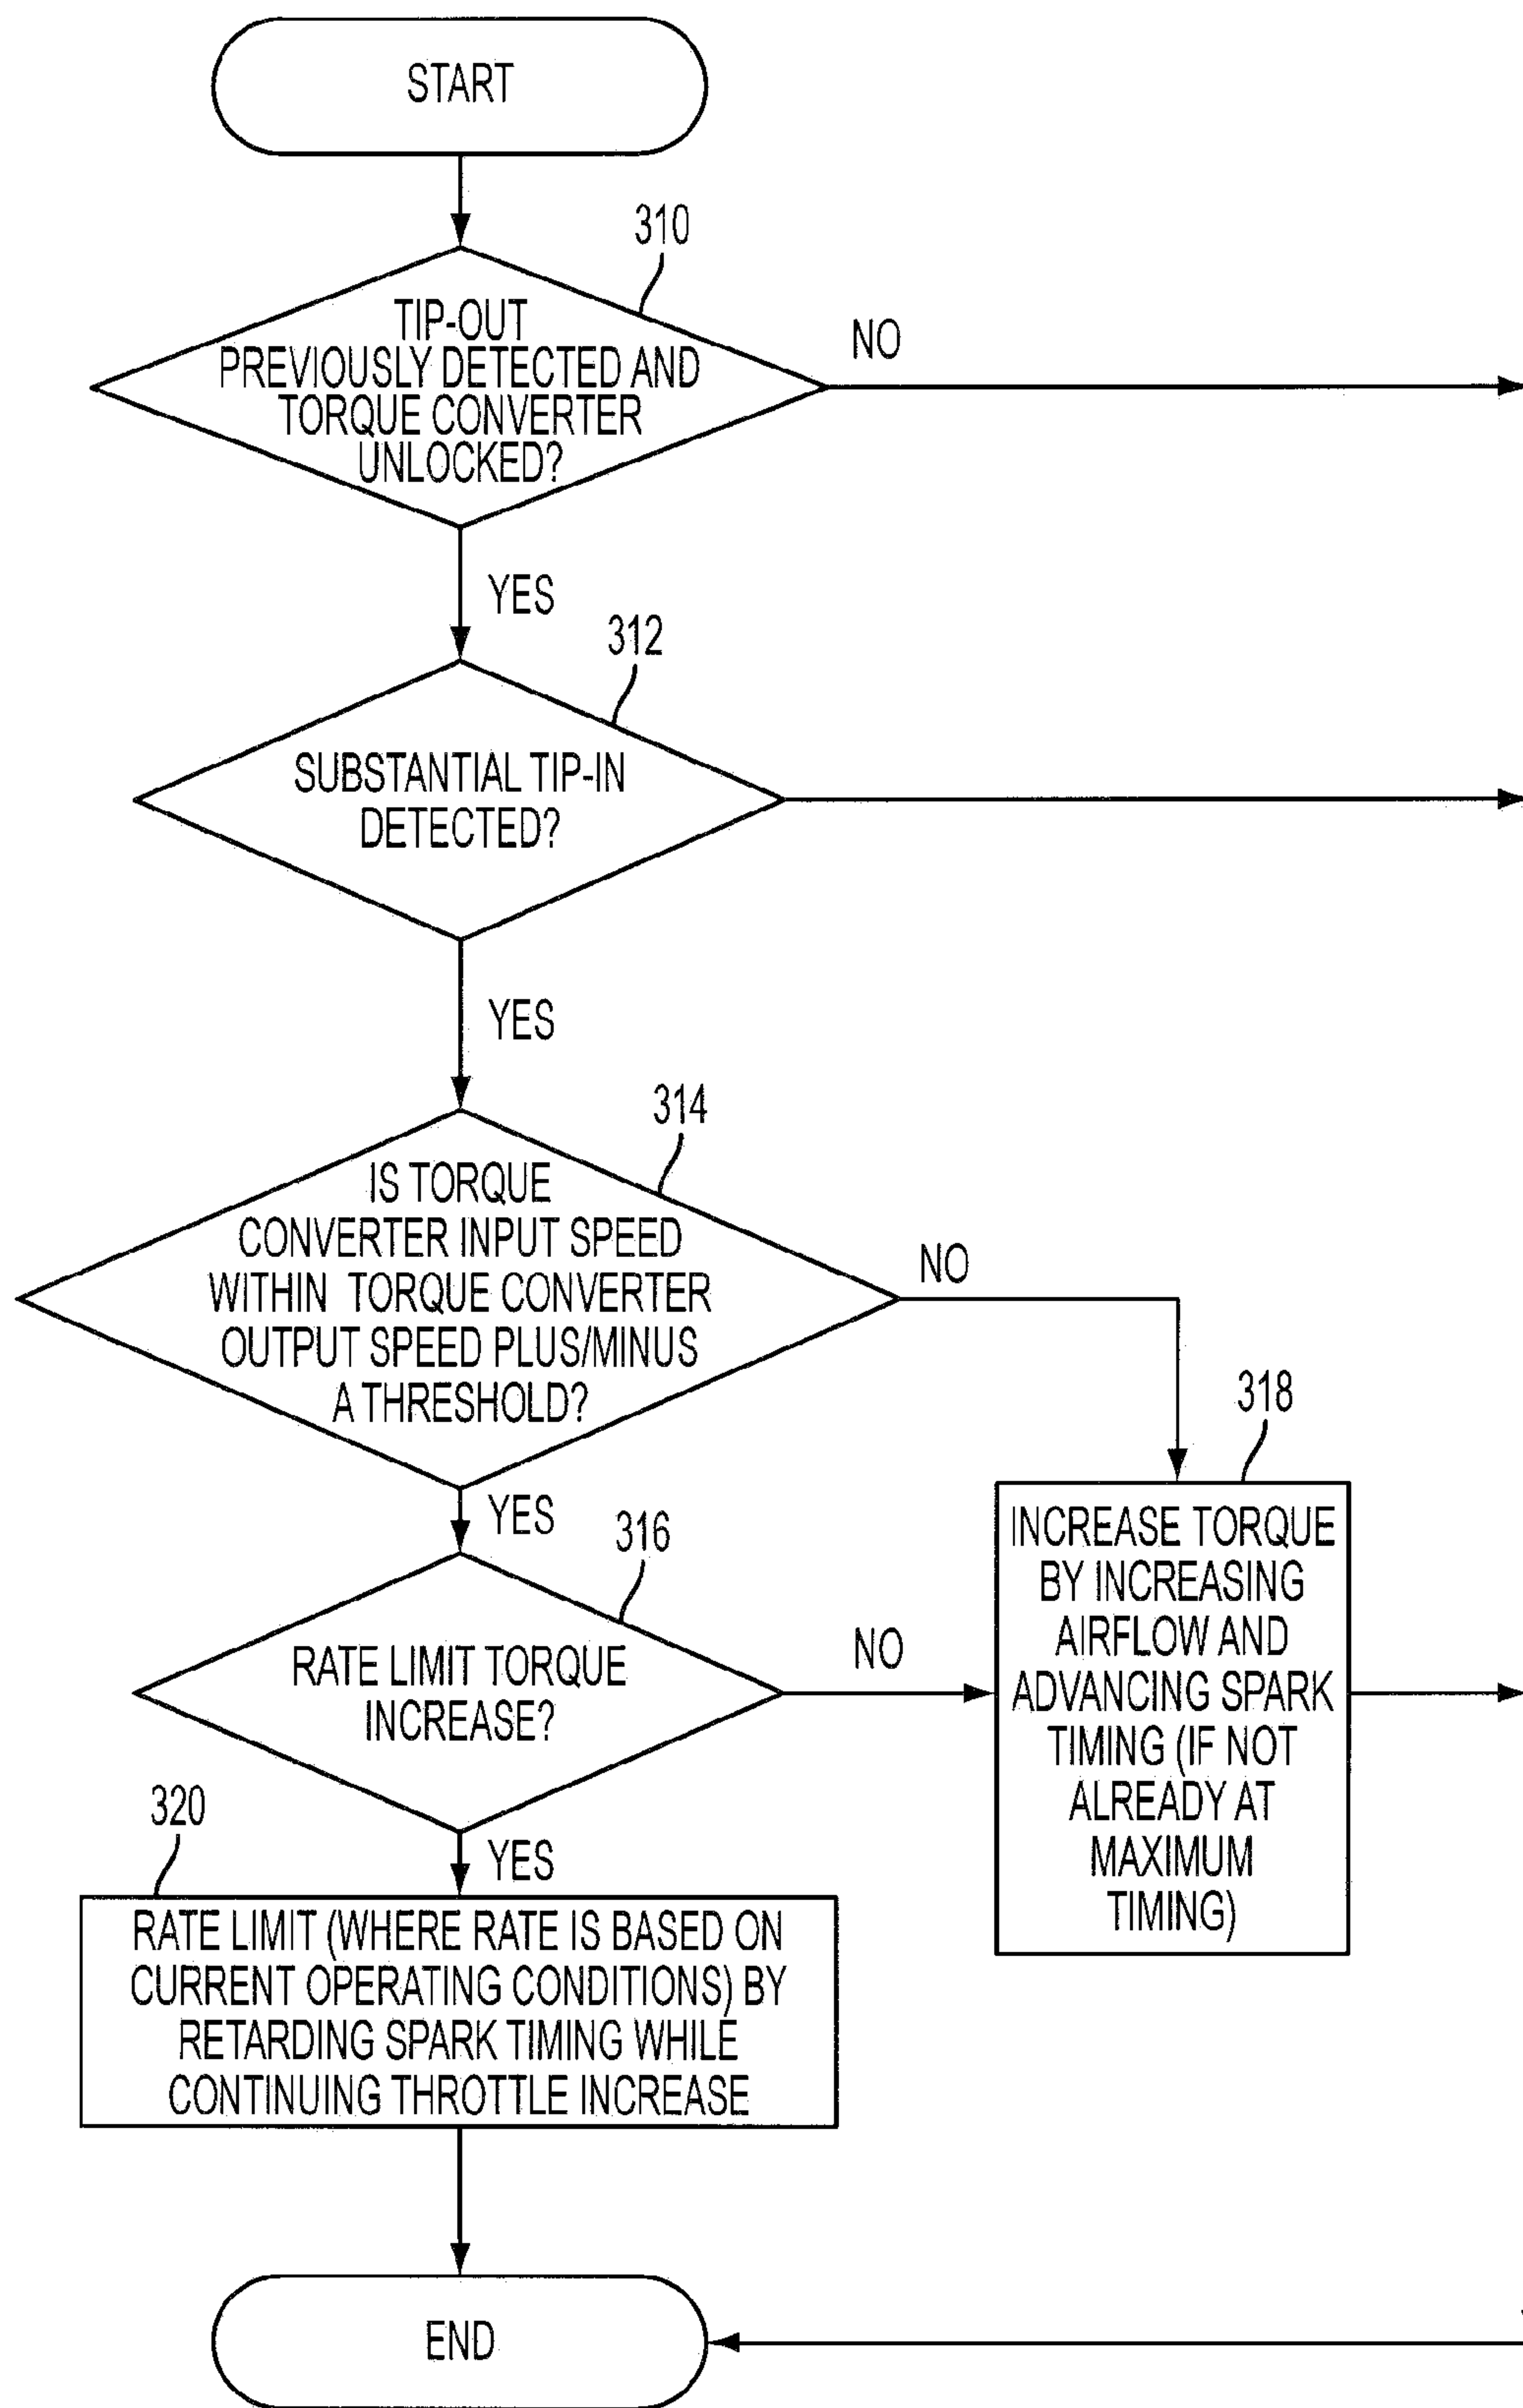 START
310
TIP-OUT
PREVIOUSLY DETECTED AND
TORQUE CONVERTER
UNLOCKED?
NO
YES
312
SUBSTANTIAL TIP-IN
DETECTED?
YES
314
IS TORQUE
CONVERTER INPUT SPEED
WITHIN TORQUE CONVERTER
OUTPUT SPEED PLUS/MINUS
A THRESHOLD?
NO
YES
316
RATE LIMIT TORQUE
INCREASE?
NO
318
INCREASE TORQUE
BY INCREASING
AIRFLOW AND
ADVANCING SPARK
TIMING (IF NOT
ALREADY AT
MAXIMUM
TIMING)
YES
320
RATE LIMIT (WHERE RATE IS BASED ON
CURRENT OPERATING CONDITIONS) BY
RETARDING SPARK TIMING WHILE
CONTINUING THROTTLE INCREASE
END